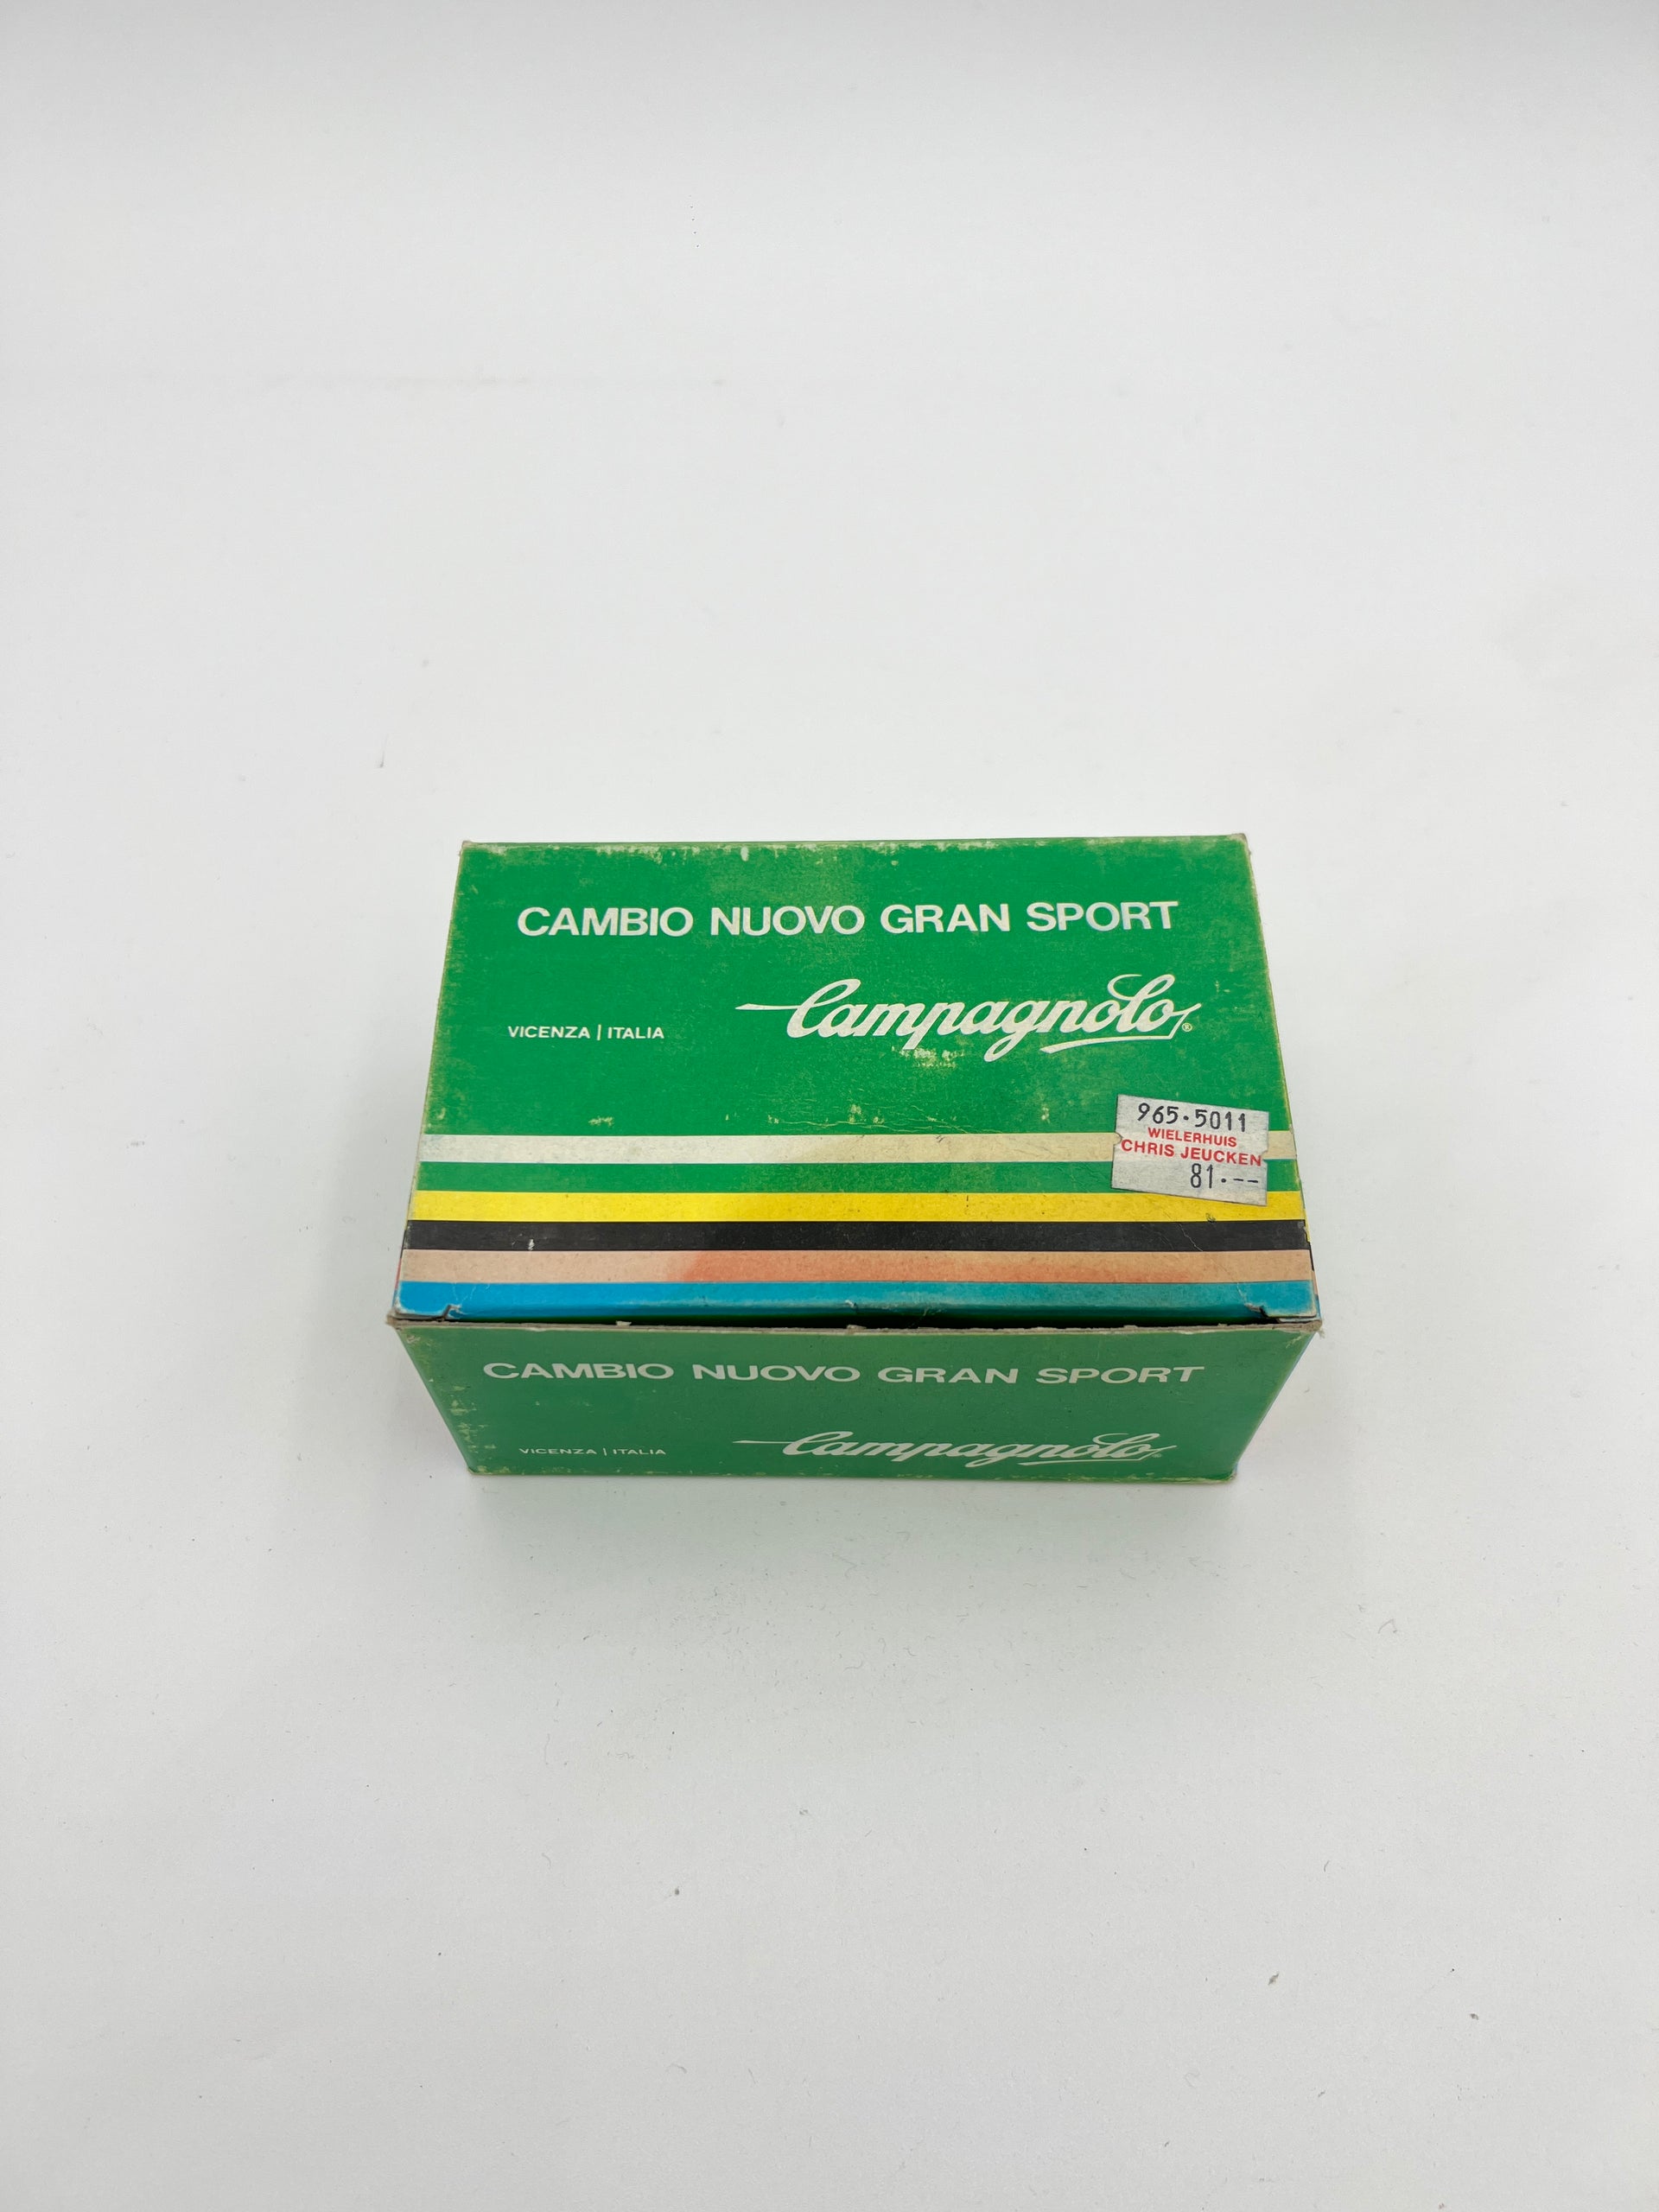 CAMBIO NUOVO GRAN SPORT
Campagnolo®
VICENZA | ITALIA
965·5011
WIELERHUIS
CHRIS JEUCKEN
81·--
CAMBIO NUOVO GRAN SPORT
VICENZA | ITALIA
Campagnolo